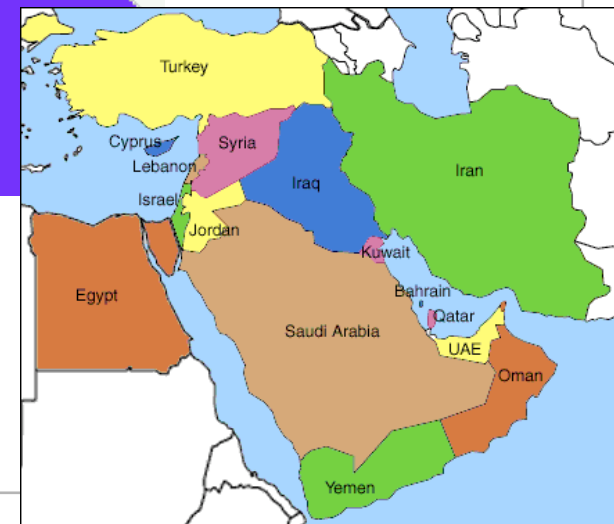 Turkey
Cyprus
Syria
Lebanon
Iraq
Iran
Israel
Jordan
Kuwait
Egypt
Bahrain
Qatar
Saudi Arabia
UAE
Oman
Yemen